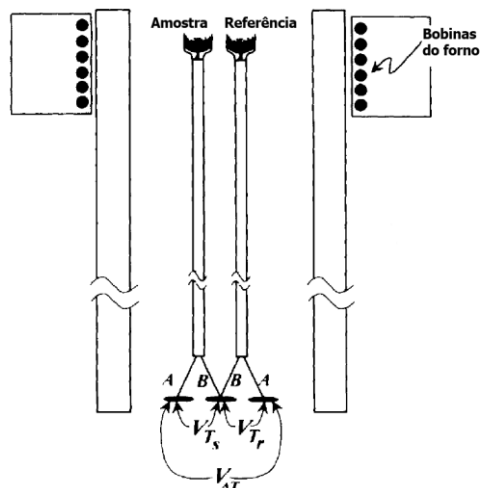 Amostra Referência
Bobinas
do forno
A B B A
V_{T_s} V_{T_r}
V_{ΔT}